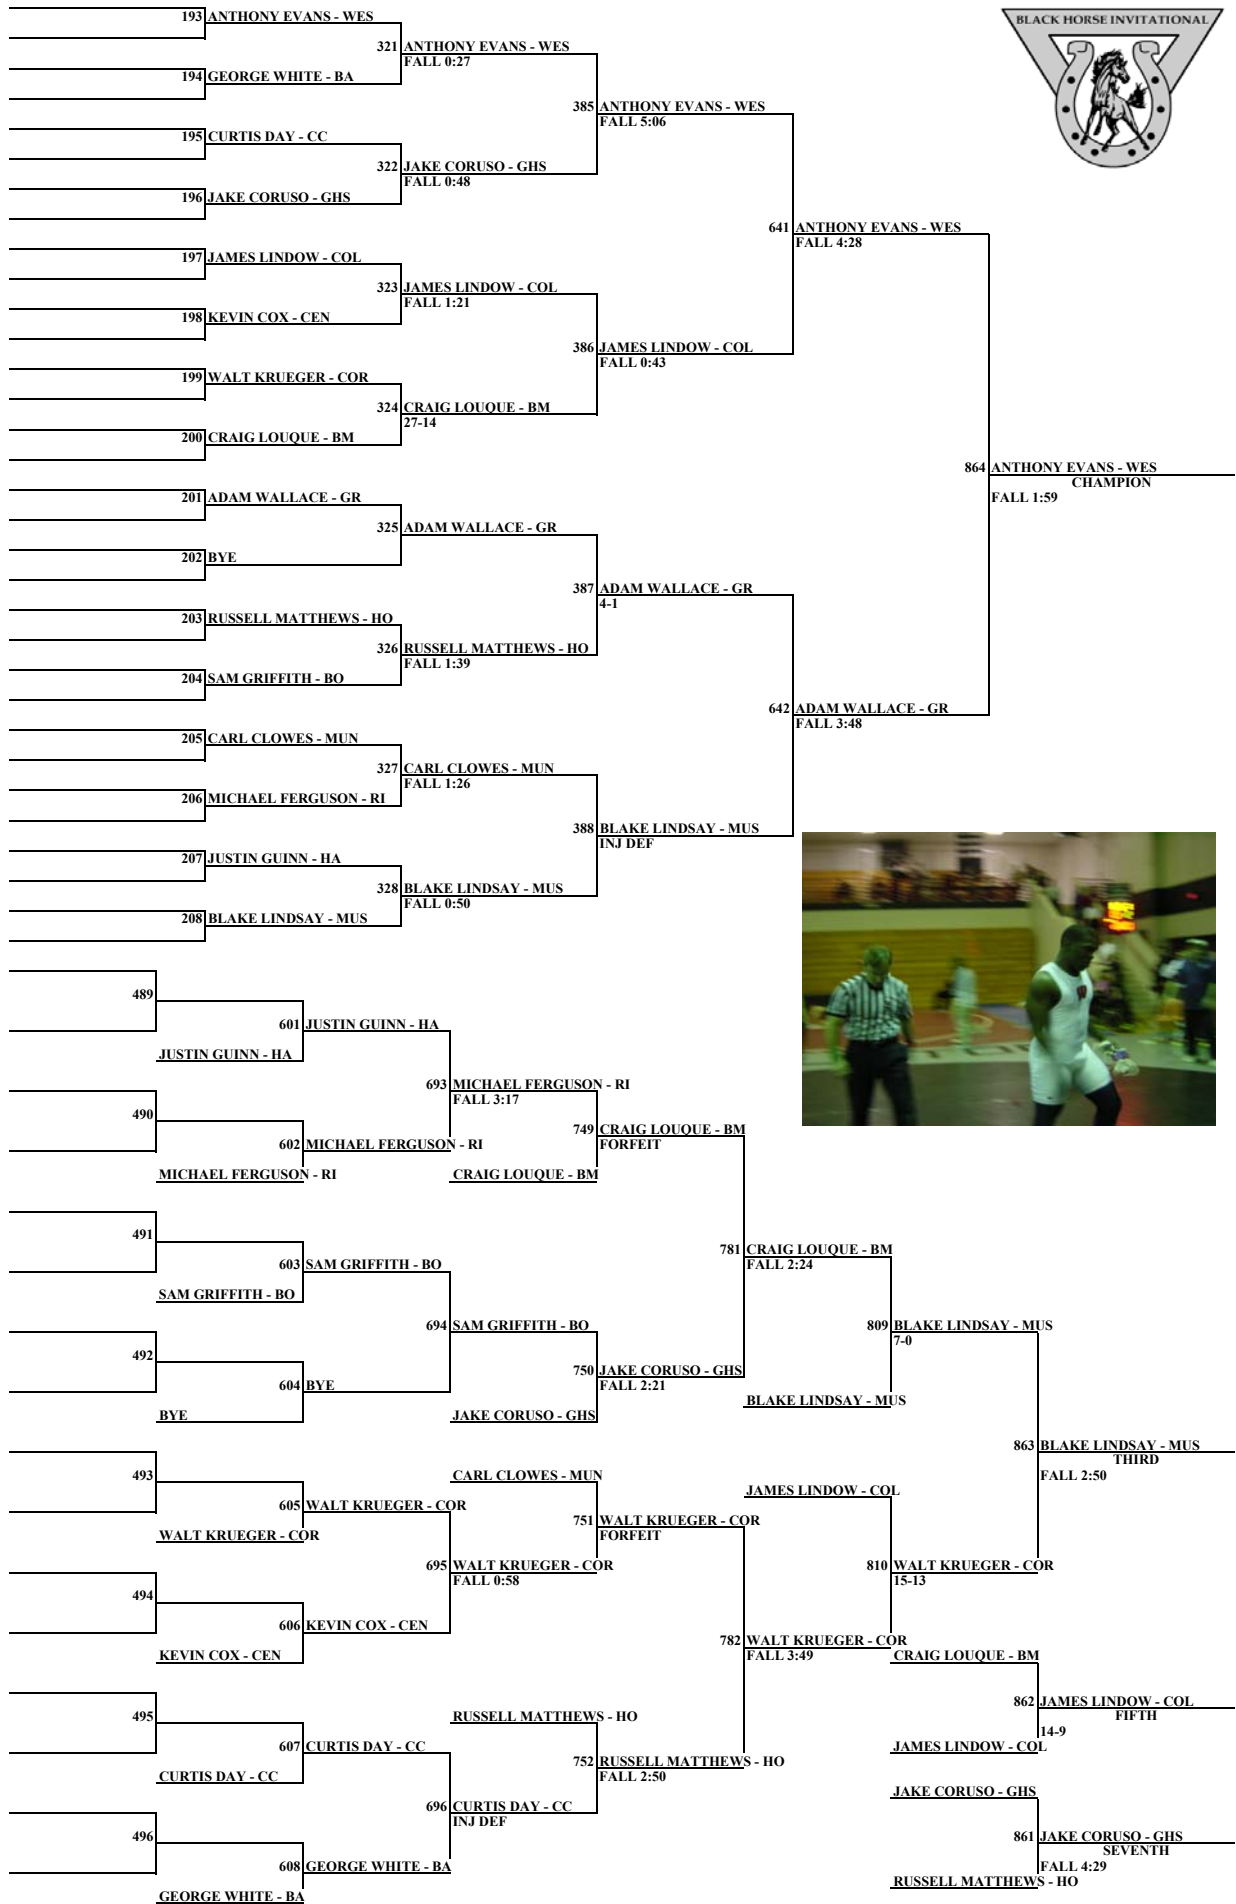 BLACK HORSE INVITATIONAL
193 ANTHONY EVANS - WES
321 ANTHONY EVANS - WES
FALL 0:27
194 GEORGE WHITE - BA
385 ANTHONY EVANS - WES
FALL 5:06
195 CURTIS DAY - CC
322 JAKE CORUSO - GHS
FALL 0:48
196 JAKE CORUSO - GHS
641 ANTHONY EVANS - WES
FALL 4:28
197 JAMES LINDOW - COL
323 JAMES LINDOW - COL
FALL 1:21
198 KEVIN COX - CEN
386 JAMES LINDOW - COL
FALL 0:43
199 WALT KRUEGER - COR
324 CRAIG LOUQUE - BM
27-14
200 CRAIG LOUQUE - BM
864 ANTHONY EVANS - WES
CHAMPION
FALL 1:59
201 ADAM WALLACE - GR
325 ADAM WALLACE - GR
202 BYE
387 ADAM WALLACE - GR
4-1
203 RUSSELL MATTHEWS - HO
326 RUSSELL MATTHEWS - HO
FALL 1:39
204 SAM GRIFFITH - BO
642 ADAM WALLACE - GR
FALL 3:48
205 CARL CLOWES - MUN
327 CARL CLOWES - MUN
FALL 1:26
206 MICHAEL FERGUSON - RI
388 BLAKE LINDSAY - MUS
INJ DEF
207 JUSTIN GUINN - HA
328 BLAKE LINDSAY - MUS
FALL 0:50
208 BLAKE LINDSAY - MUS
489
601 JUSTIN GUINN - HA
JUSTIN GUINN - HA
693 MICHAEL FERGUSON - RI
FALL 3:17
490
602 MICHAEL FERGUSON - RI
MICHAEL FERGUSON - RI
749 CRAIG LOUQUE - BM
FORFEIT
CRAIG LOUQUE - BM
491
603 SAM GRIFFITH - BO
SAM GRIFFITH - BO
781 CRAIG LOUQUE - BM
FALL 2:24
694 SAM GRIFFITH - BO
809 BLAKE LINDSAY - MUS
7-0
492
604 BYE
BYE
750 JAKE CORUSO - GHS
FALL 2:21
JAKE CORUSO - GHS
BLAKE LINDSAY - MUS
863 BLAKE LINDSAY - MUS
THIRD
FALL 2:50
493
605 WALT KRUEGER - COR
WALT KRUEGER - COR
CARL CLOWES - MUN
JAMES LINDOW - COL
751 WALT KRUEGER - COR
FORFEIT
695 WALT KRUEGER - COR
FALL 0:58
810 WALT KRUEGER - COR
15-13
494
606 KEVIN COX - CEN
KEVIN COX - CEN
782 WALT KRUEGER - COR
FALL 3:49
CRAIG LOUQUE - BM
862 JAMES LINDOW - COL
FIFTH
14-9
JAMES LINDOW - COL
495
RUSSELL MATTHEWS - HO
607 CURTIS DAY - CC
CURTIS DAY - CC
752 RUSSELL MATTHEWS - HO
FALL 2:50
696 CURTIS DAY - CC
INJ DEF
JAKE CORUSO - GHS
496
861 JAKE CORUSO - GHS
SEVENTH
FALL 4:29
608 GEORGE WHITE - BA
RUSSELL MATTHEWS - HO
GEORGE WHITE - BA